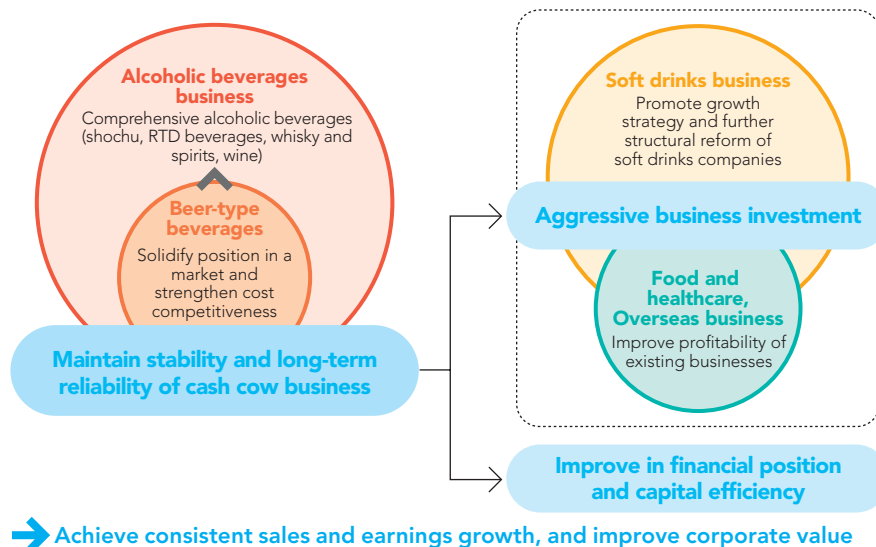 Alcoholic beverages
business
Comprehensive alcoholic beverages
(shochu, RTD beverages, whisky and
spirits, wine)
Beer-type
beverages
Solidify position in a
market and
strengthen cost
competitiveness
Maintain stability and long-term
reliability of cash cow business
Soft drinks business
Promote growth
strategy and further
structural reform of
soft drinks companies
Aggressive business investment
Food and
healthcare,
Overseas business
Improve profitability of
existing businesses
Improve in financial position
and capital efficiency
Achieve consistent sales and earnings growth, and improve corporate value